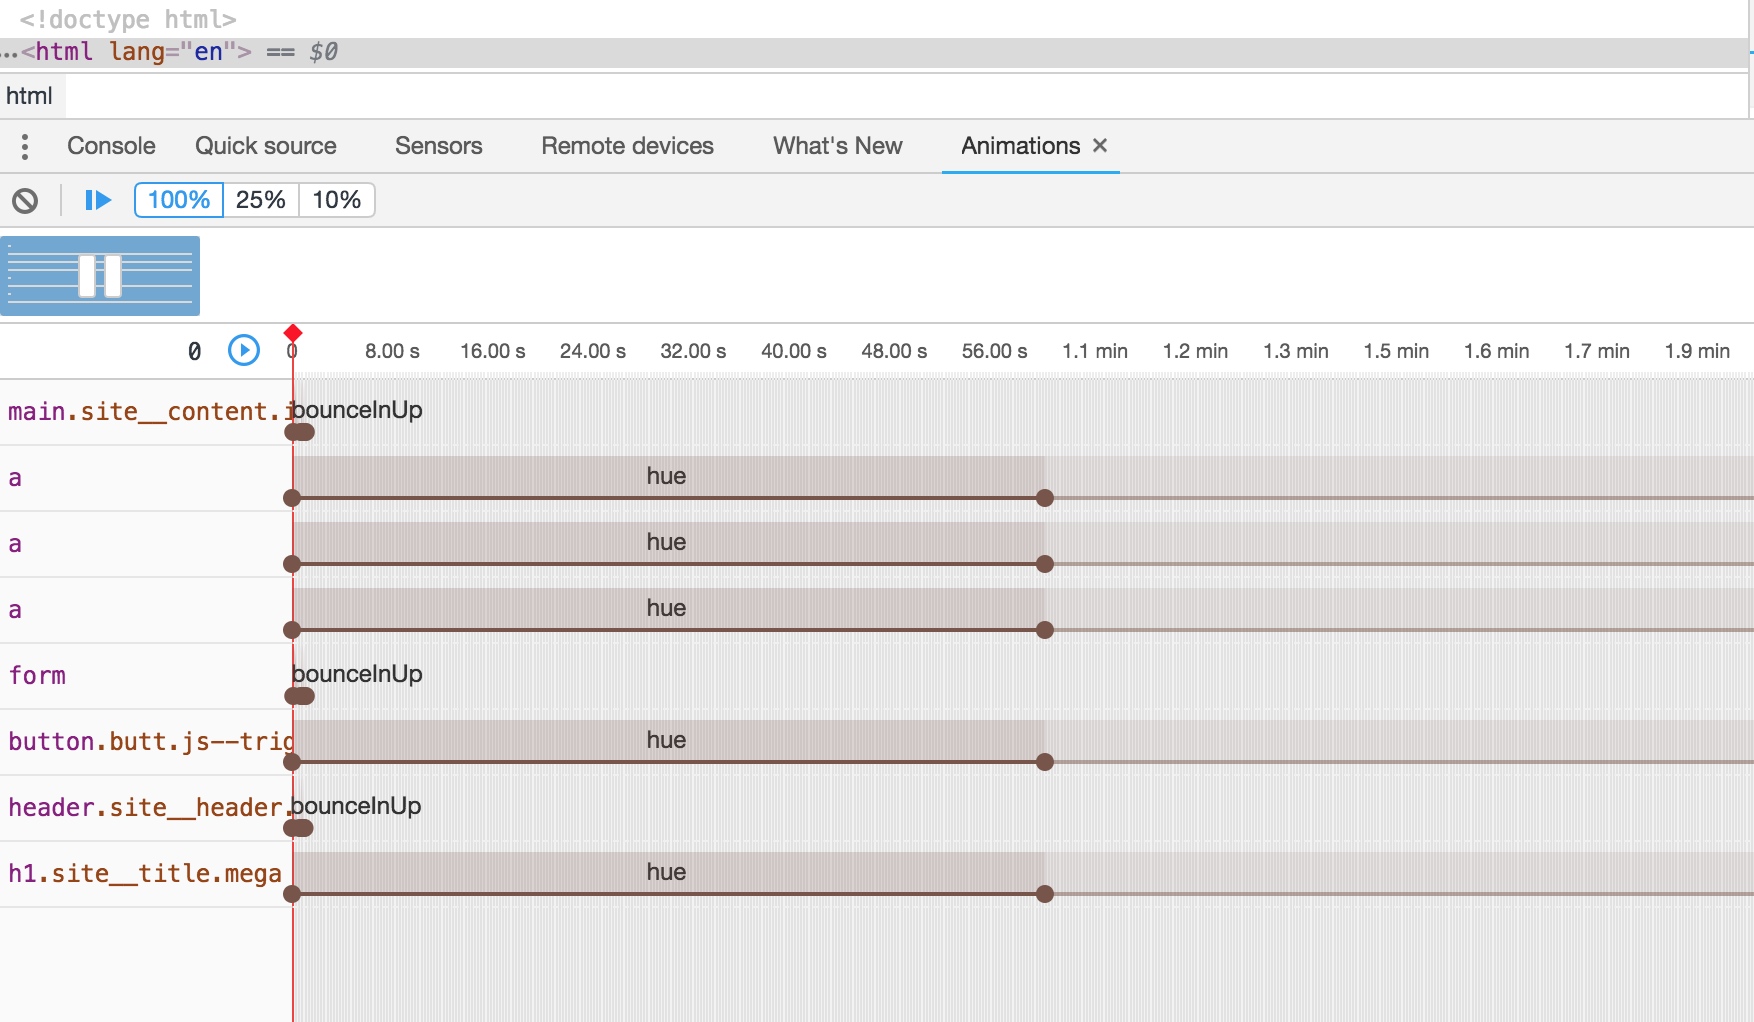 <!doctype html>
…<html lang="en"> == $0
html
Console Quick source Sensors Remote devices What's New Animations ×
100% 25% 10%
0 0 8.00 s 16.00 s 24.00 s 32.00 s 40.00 s 48.00 s 56.00 s 1.1 min 1.2 min 1.3 min 1.5 min 1.6 min 1.7 min 1.9 min
main.site__content.i bounceInUp
a hue
a hue
a hue
form bounceInUp
button.butt.js--trig hue
header.site__header. bounceInUp
h1.site__title.mega hue